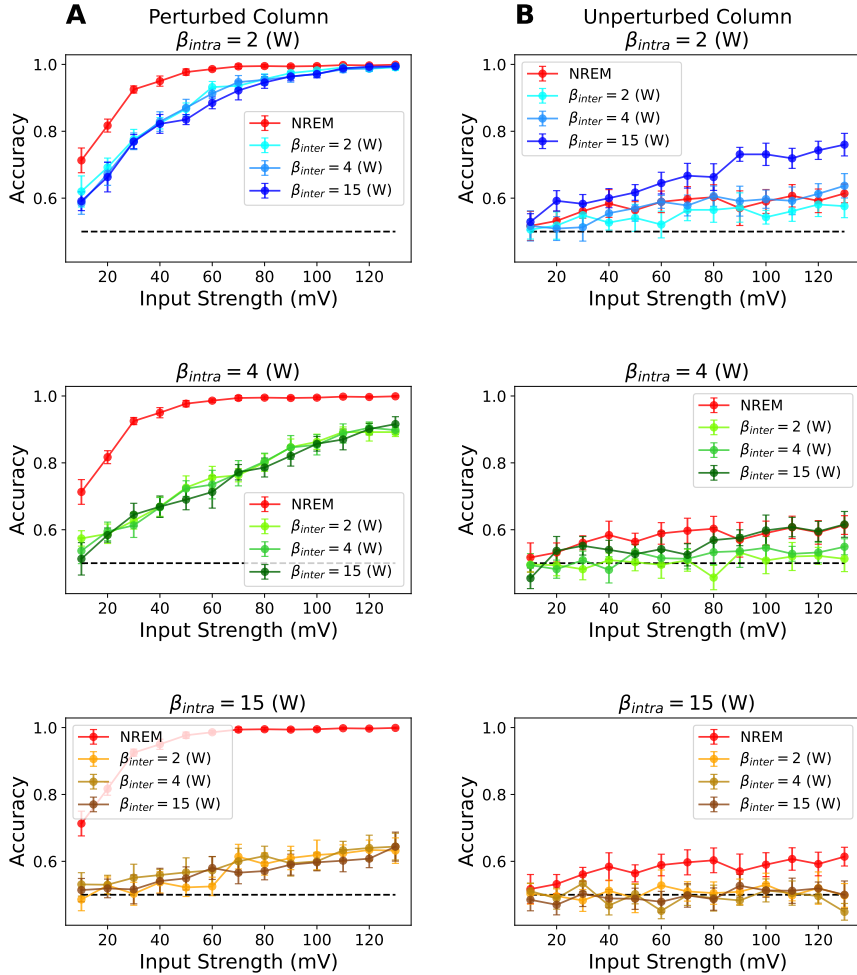 A
Perturbed Column
β_intra = 2 (W)
Accuracy
1.0
0.8
0.6
NREM
β_inter = 2 (W)
β_inter = 4 (W)
β_inter = 15 (W)
20 40 60 80 100 120
Input Strength (mV)
B
Unperturbed Column
β_intra = 2 (W)
Accuracy
1.0
0.8
0.6
NREM
β_inter = 2 (W)
β_inter = 4 (W)
β_inter = 15 (W)
20 40 60 80 100 120
Input Strength (mV)
β_intra = 4 (W)
Accuracy
1.0
0.8
0.6
NREM
β_inter = 2 (W)
β_inter = 4 (W)
β_inter = 15 (W)
20 40 60 80 100 120
Input Strength (mV)
β_intra = 4 (W)
Accuracy
1.0
0.8
0.6
NREM
β_inter = 2 (W)
β_inter = 4 (W)
β_inter = 15 (W)
20 40 60 80 100 120
Input Strength (mV)
β_intra = 15 (W)
Accuracy
1.0
0.8
0.6
NREM
β_inter = 2 (W)
β_inter = 4 (W)
β_inter = 15 (W)
20 40 60 80 100 120
Input Strength (mV)
β_intra = 15 (W)
Accuracy
1.0
0.8
0.6
NREM
β_inter = 2 (W)
β_inter = 4 (W)
β_inter = 15 (W)
20 40 60 80 100 120
Input Strength (mV)